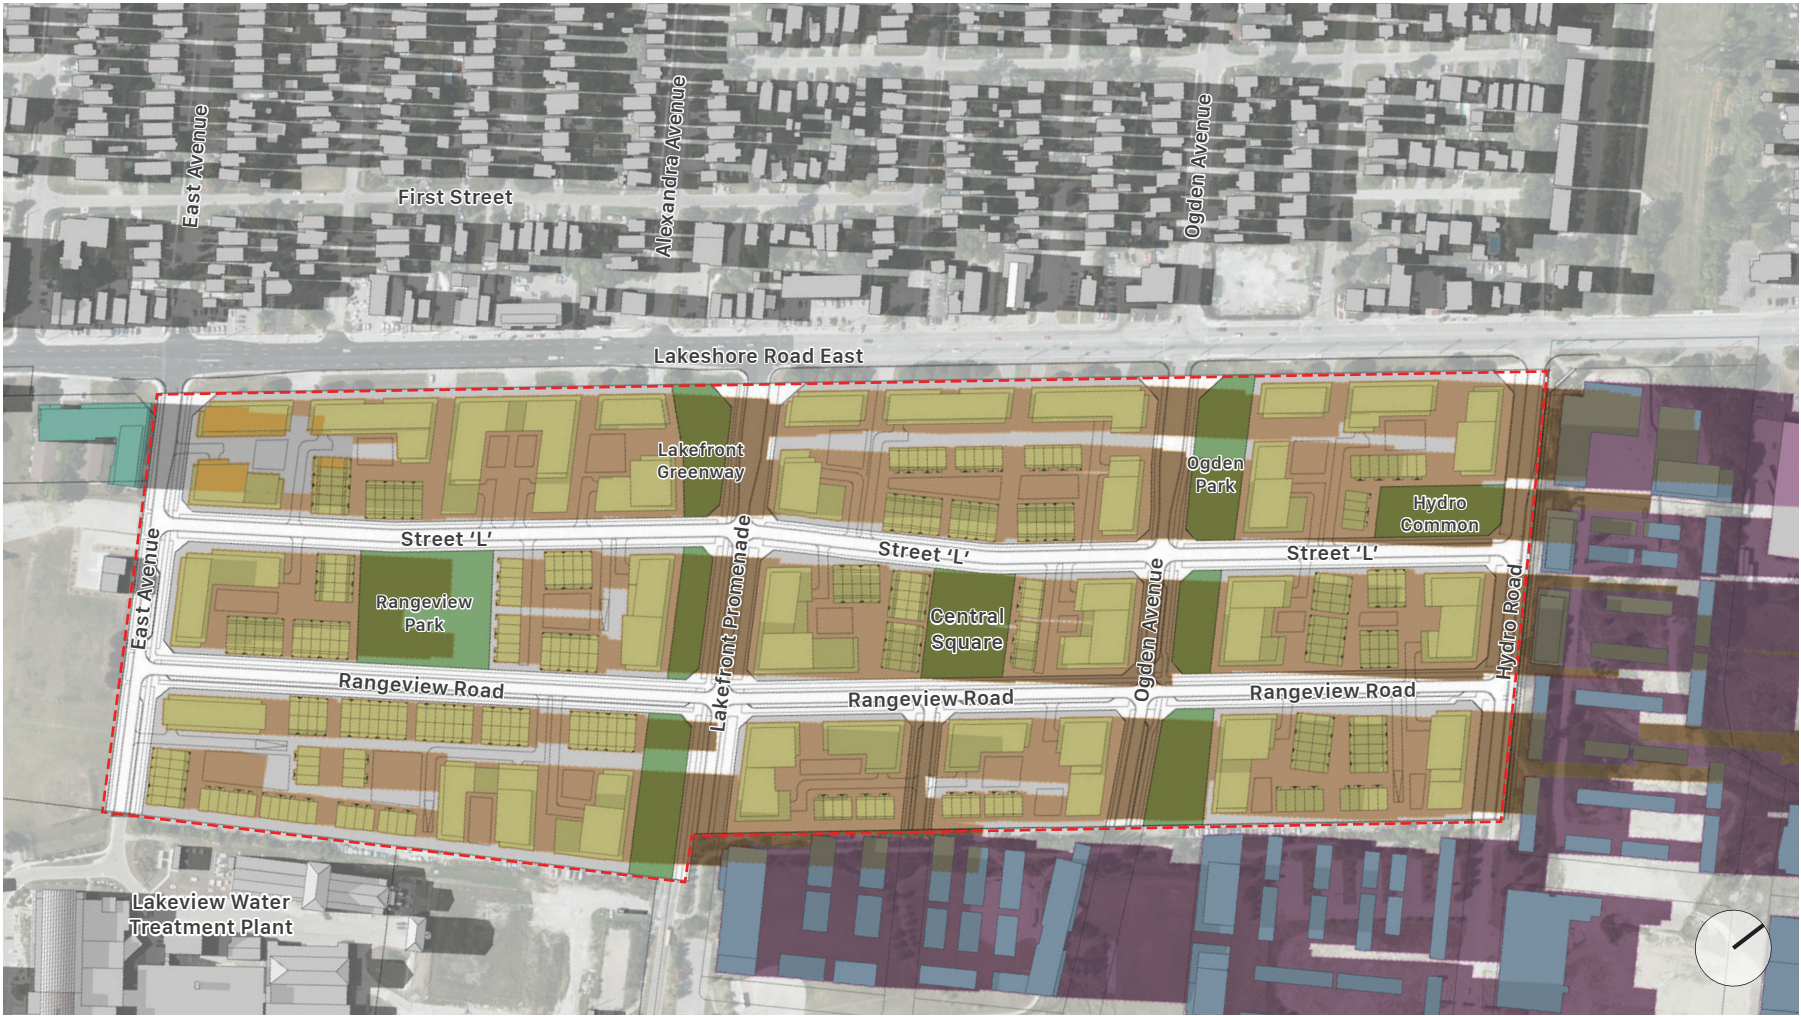 East Avenue
First Street
Alexandra Avenue
Ogden Avenue
Lakeshore Road East
Lakefront
Greenway
Ogden
Park
Hydro
Common
Street ‘L’
Street ‘L’
Street ‘L’
East Avenue
Rangeview
Park
Lakefront Promenade
Central
Square
Ogden Avenue
Hydro Road
Rangeview Road
Rangeview Road
Rangeview Road
Lakeview Water
Treatment Plant